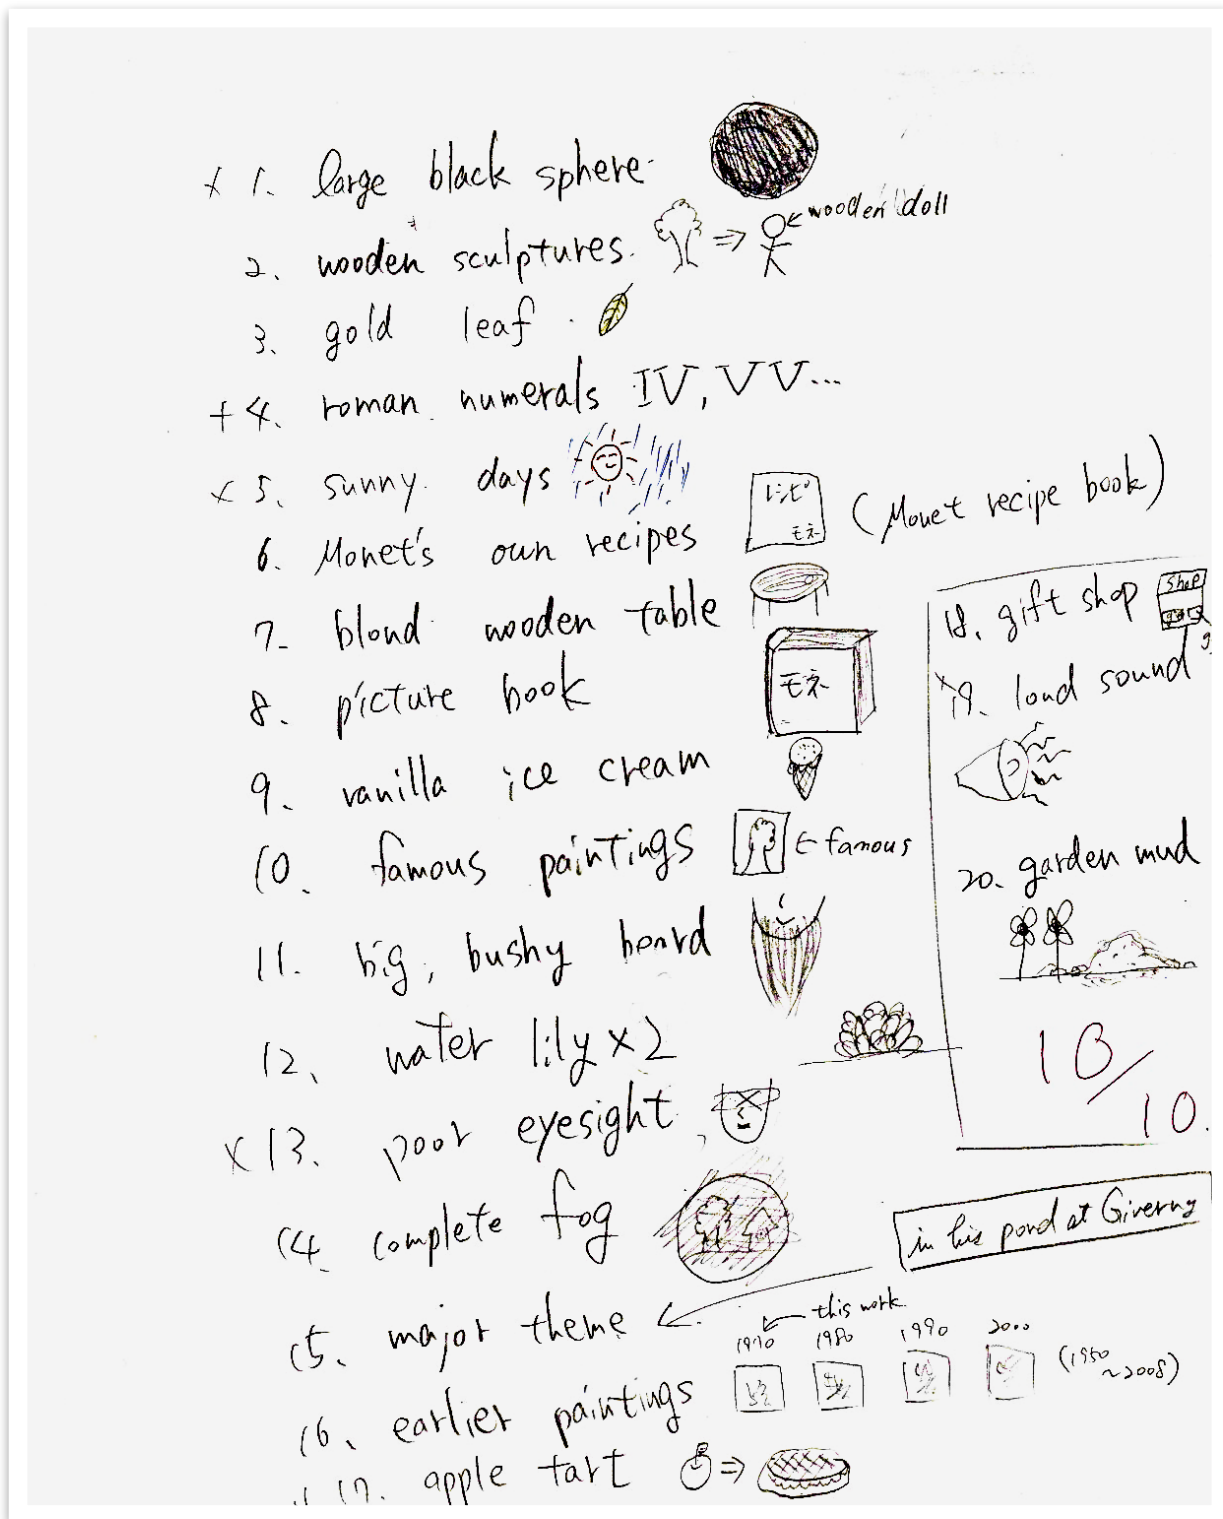 x 1. large black sphere.
2. wooden sculptures. ⇒ ← wooden doll
3. gold leaf.
+ 4. roman numerals IV, VV...
x 5. sunny days
6. Monet's own recipes レシピ モネ (Monet recipe book)
7. blond wooden table
8. picture book モネ
9. vanilla ice cream
10. famous paintings ← famous
11. big, bushy beard
12. water lily x2
x 13. poor eyesight
14. complete fog
15. major theme ← in his pond at Giverny
16. earlier paintings 1970 ← this work 1980 1990 2000 (1950 ~2008)
17. apple tart ⇒
18. gift shop shop
x 19. loud sound
20. garden mud
10/10.